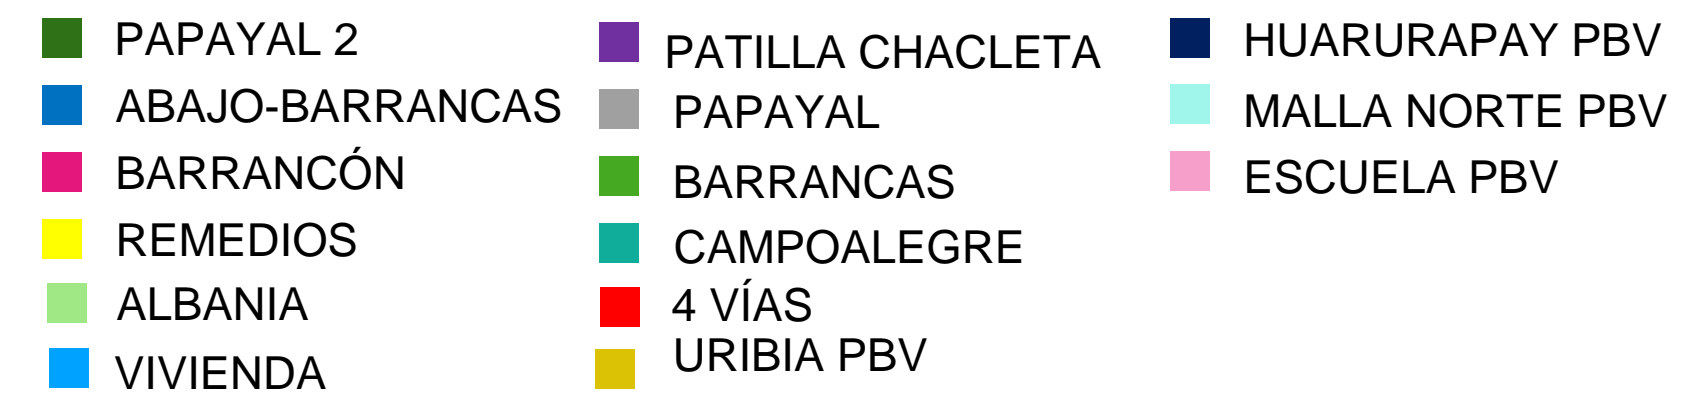 PAPAYAL 2
ABAJO-BARRANCAS
BARRANCÓN
REMEDIOS
ALBANIA
VIVIENDA
PATILLA CHACLETA
PAPAYAL
BARRANCAS
CAMPOALEGRE
4 VÍAS
URIBIA PBV
HUARURAPAY PBV
MALLA NORTE PBV
ESCUELA PBV